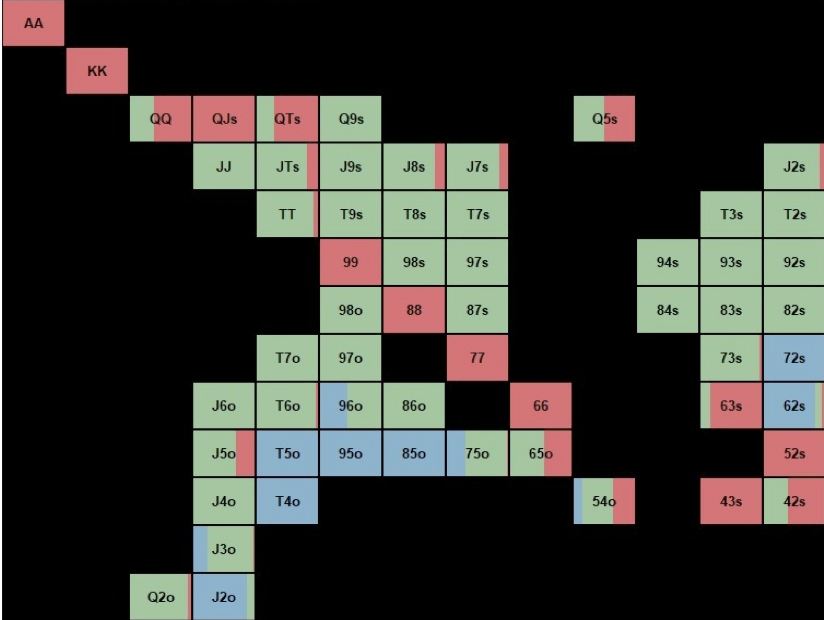 AA
KK
QQ QJs QTs Q9s Q5s
JJ JTs J9s J8s J7s J2s
TT T9s T8s T7s T3s T2s
99 98s 97s 94s 93s 92s
98o 88 87s 84s 83s 82s
T7o 97o 77 73s 72s
J6o T6o 96o 86o 66 63s 62s
J5o T5o 95o 85o 75o 65o 52s
J4o T4o 54o 43s 42s
J3o
Q2o J2o